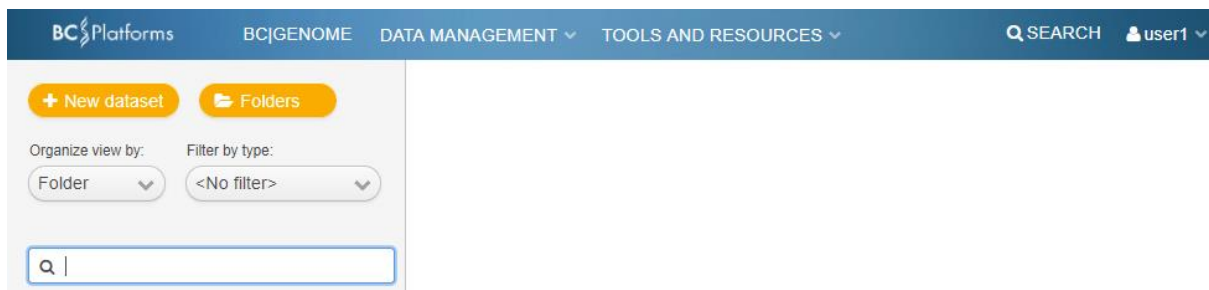 BC Platforms BC|GENOME DATA MANAGEMENT TOOLS AND RESOURCES SEARCH user1
+ New dataset Folders
Organize view by: Filter by type:
Folder <No filter>